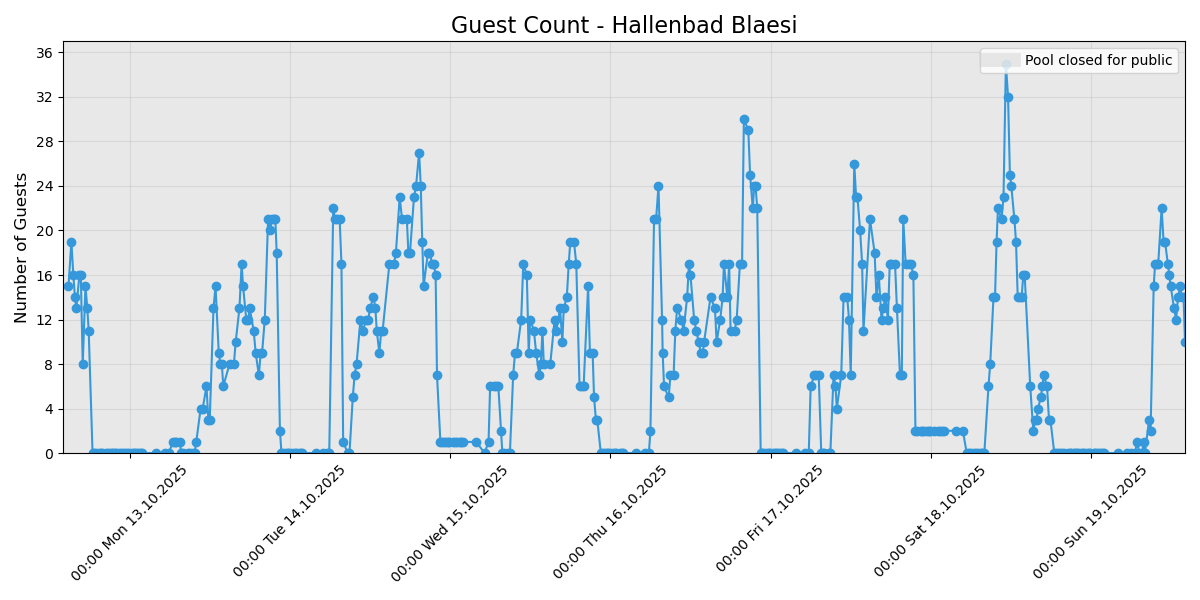 Guest Count - Hallenbad Blaesi
Pool closed for public
Number of Guests
36
32
28
24
20
16
12
8
4
0
00:00 Mon 13.10.2025
00:00 Tue 14.10.2025
00:00 Wed 15.10.2025
00:00 Thu 16.10.2025
00:00 Fri 17.10.2025
00:00 Sat 18.10.2025
00:00 Sun 19.10.2025